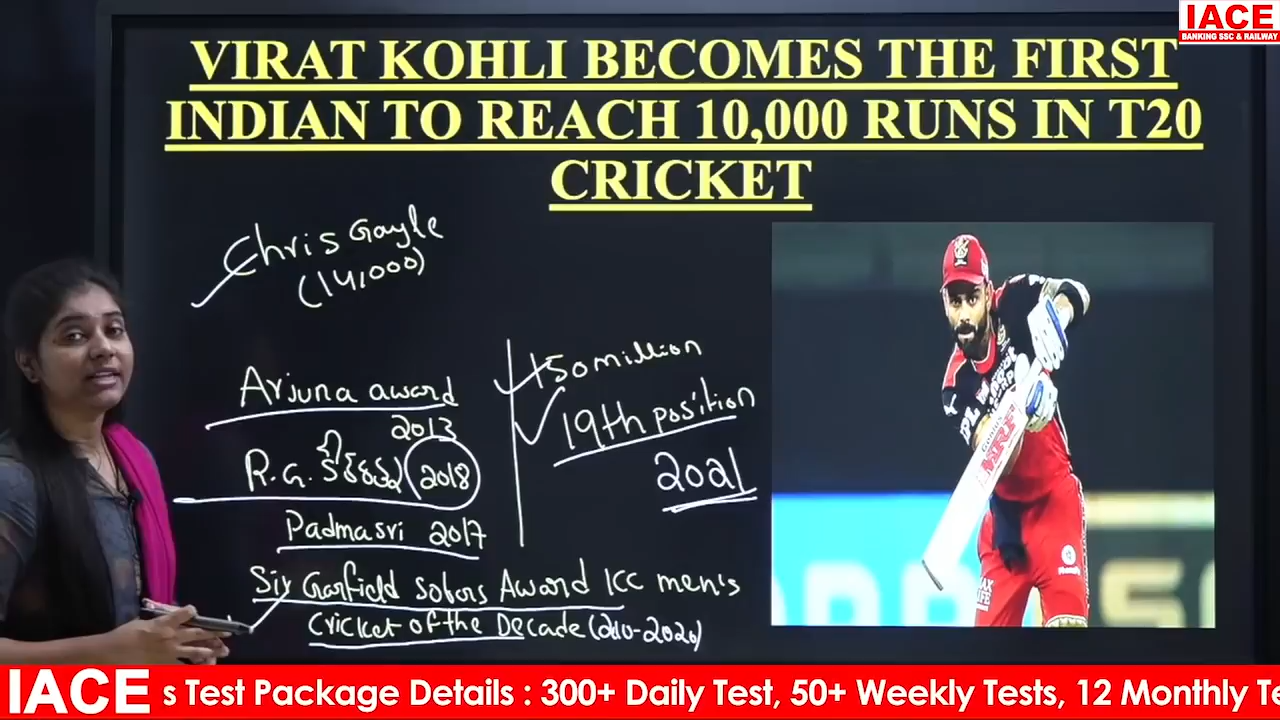 IACE
BANKING SSC & RAILWAY
VIRAT KOHLI BECOMES THE FIRST
INDIAN TO REACH 10,000 RUNS IN T20
CRICKET
Chris Gayle
(14,000)
Arjuna award
2013
R.G. 2018
Padmasri 2017
Sir Garfield sobers Award ICC men's
Cricket of the Decade (2010-2020)
+50 million
19th position
2021
MRF
IACE s Test Package Details : 300+ Daily Test, 50+ Weekly Tests, 12 Monthly Te